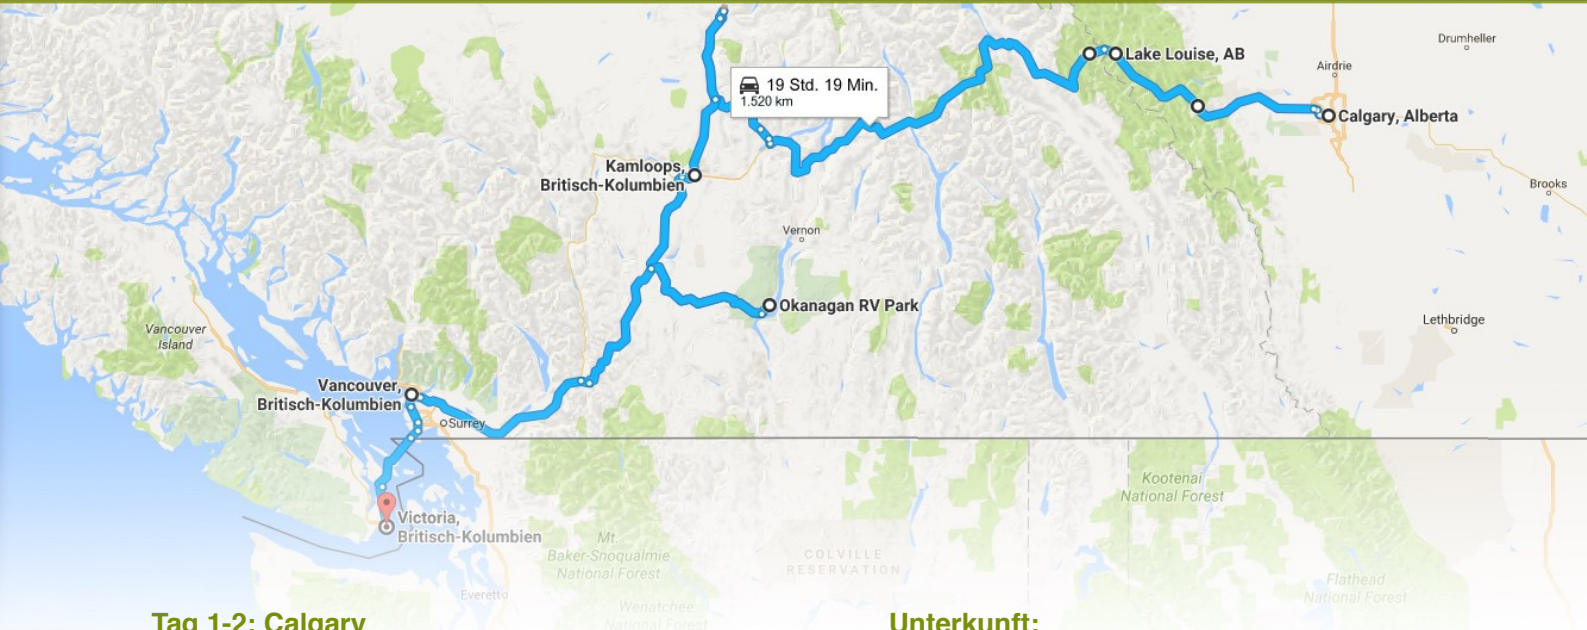 Drumheller
Lake Louise, AB
Airdrie
19 Std. 19 Min.
1.520 km
Calgary, Alberta
Kamloops,
Britisch-Kolumbien
Brooks
Vernon
Okanagan RV Park
Lethbridge
Vancouver
Island
Vancouver,
Britisch-Kolumbien
Surrey
Kootenai
National Forest
Victoria,
Britisch-Kolumbien
Mt.
Baker-Snoqualmie
National Forest
COLVILLE
RESERVATION
Flathead
National Forest
Everett
Wenatchee
National Forest
Tag 1-2: Calgary
Unterkunft: